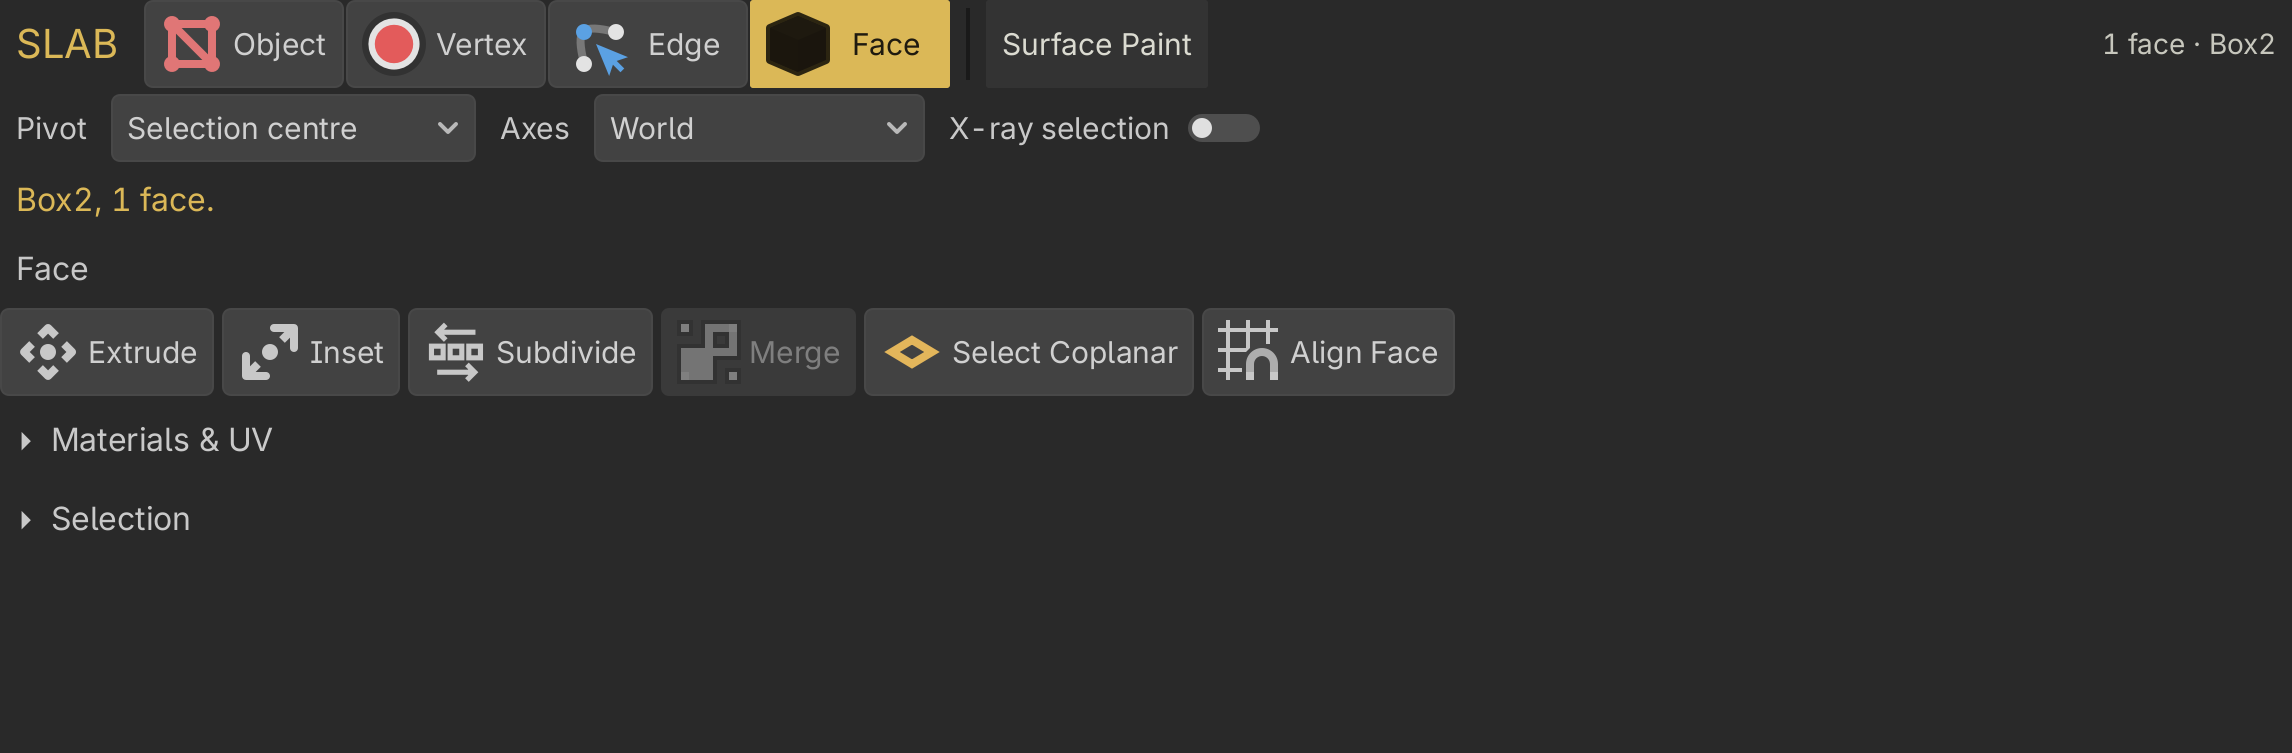 SLAB Object Vertex Edge Face Surface Paint 1 face · Box2
Pivot Selection centre Axes World X-ray selection
Box2, 1 face.
Face
Extrude Inset Subdivide Merge Select Coplanar Align Face
Materials & UV
Selection